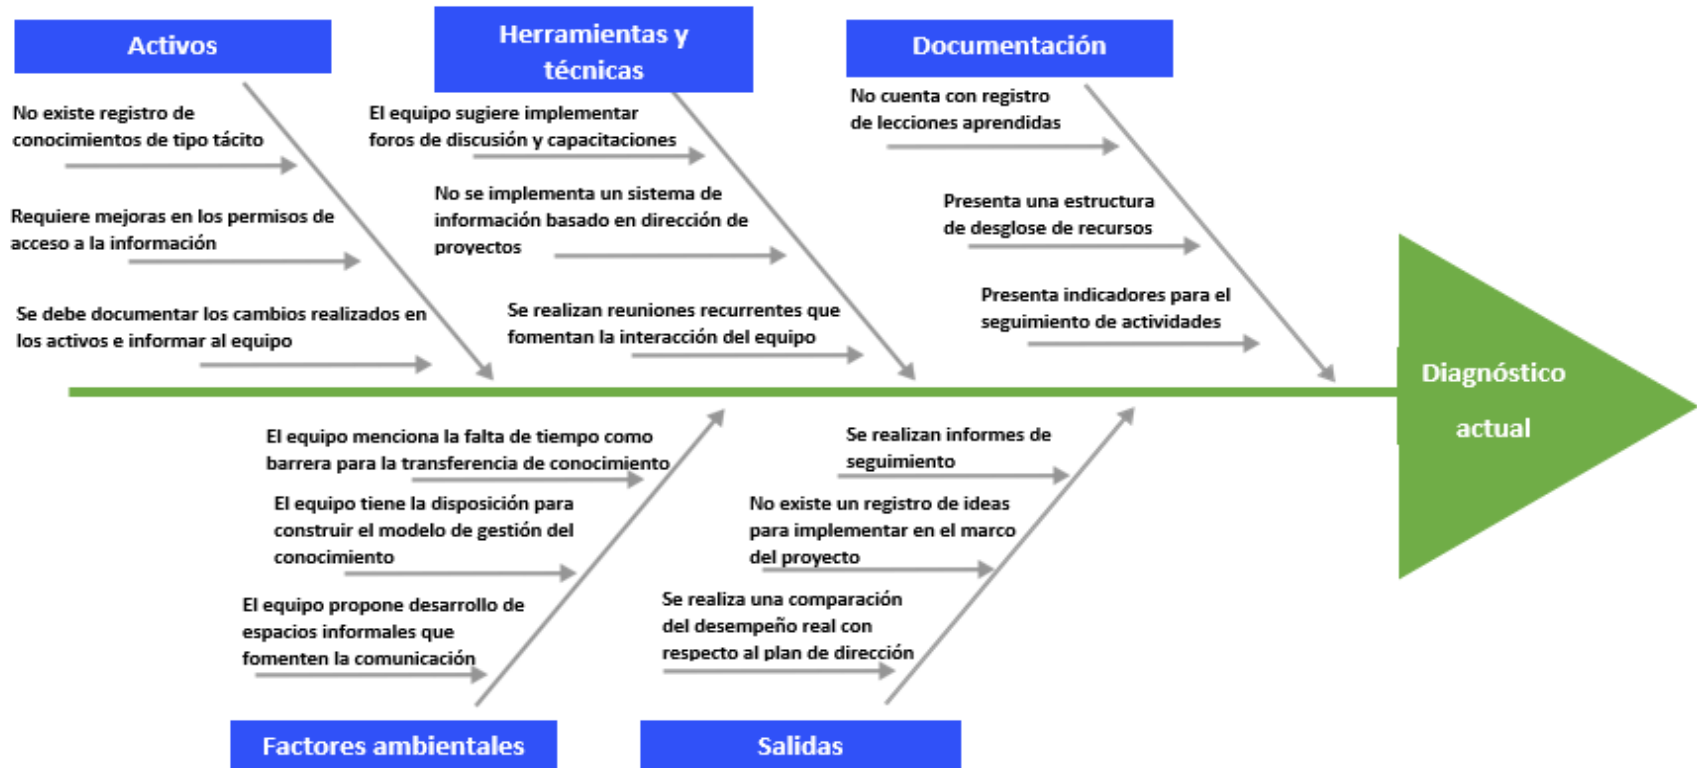 Activos
No existe registro de
conocimientos de tipo tácito
Requiere mejoras en los permisos de
acceso a la información
Se debe documentar los cambios realizados en
los activos e informar al equipo
Herramientas y
técnicas
El equipo sugiere implementar
foros de discusión y capacitaciones
No se implementa un sistema de
información basado en dirección de
proyectos
Se realizan reuniones recurrentes que
fomentan la interacción del equipo
Documentación
No cuenta con registro
de lecciones aprendidas
Presenta una estructura
de desglose de recursos
Presenta indicadores para el
seguimiento de actividades
Diagnóstico
actual
El equipo menciona la falta de tiempo como
barrera para la transferencia de conocimiento
El equipo tiene la disposición para
construir el modelo de gestión del
conocimiento
El equipo propone desarrollo de
espacios informales que
fomenten la comunicación
Factores ambientales
Se realizan informes de
seguimiento
No existe un registro de ideas
para implementar en el marco
del proyecto
Se realiza una comparación
del desempeño real con
respecto al plan de dirección
Salidas